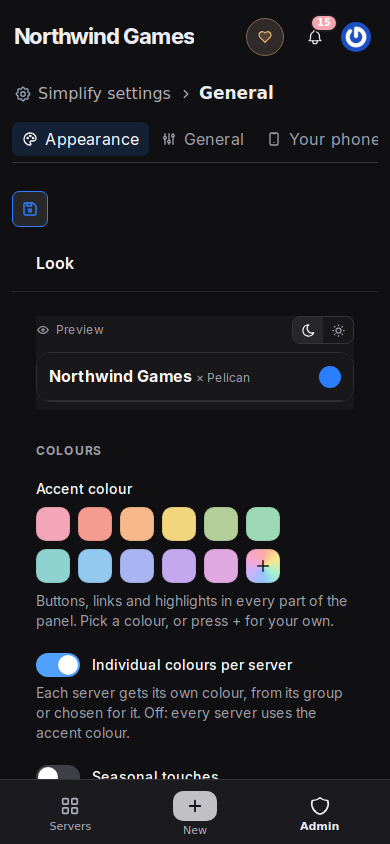 Northwind Games
15
Simplify settings > General
Appearance
General
Your phone
Look
Preview
Northwind Games × Pelican
COLOURS
Accent colour
+
Buttons, links and highlights in every part of the
panel. Pick a colour, or press + for your own.
Individual colours per server
Each server gets its own colour, from its group
or chosen for it. Off: every server uses the
accent colour.
Seasonal touches
Servers
New
Admin